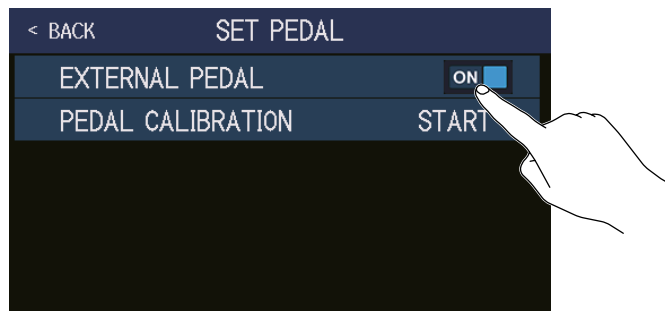 < BACK SET PEDAL
EXTERNAL PEDAL ON
PEDAL CALIBRATION START